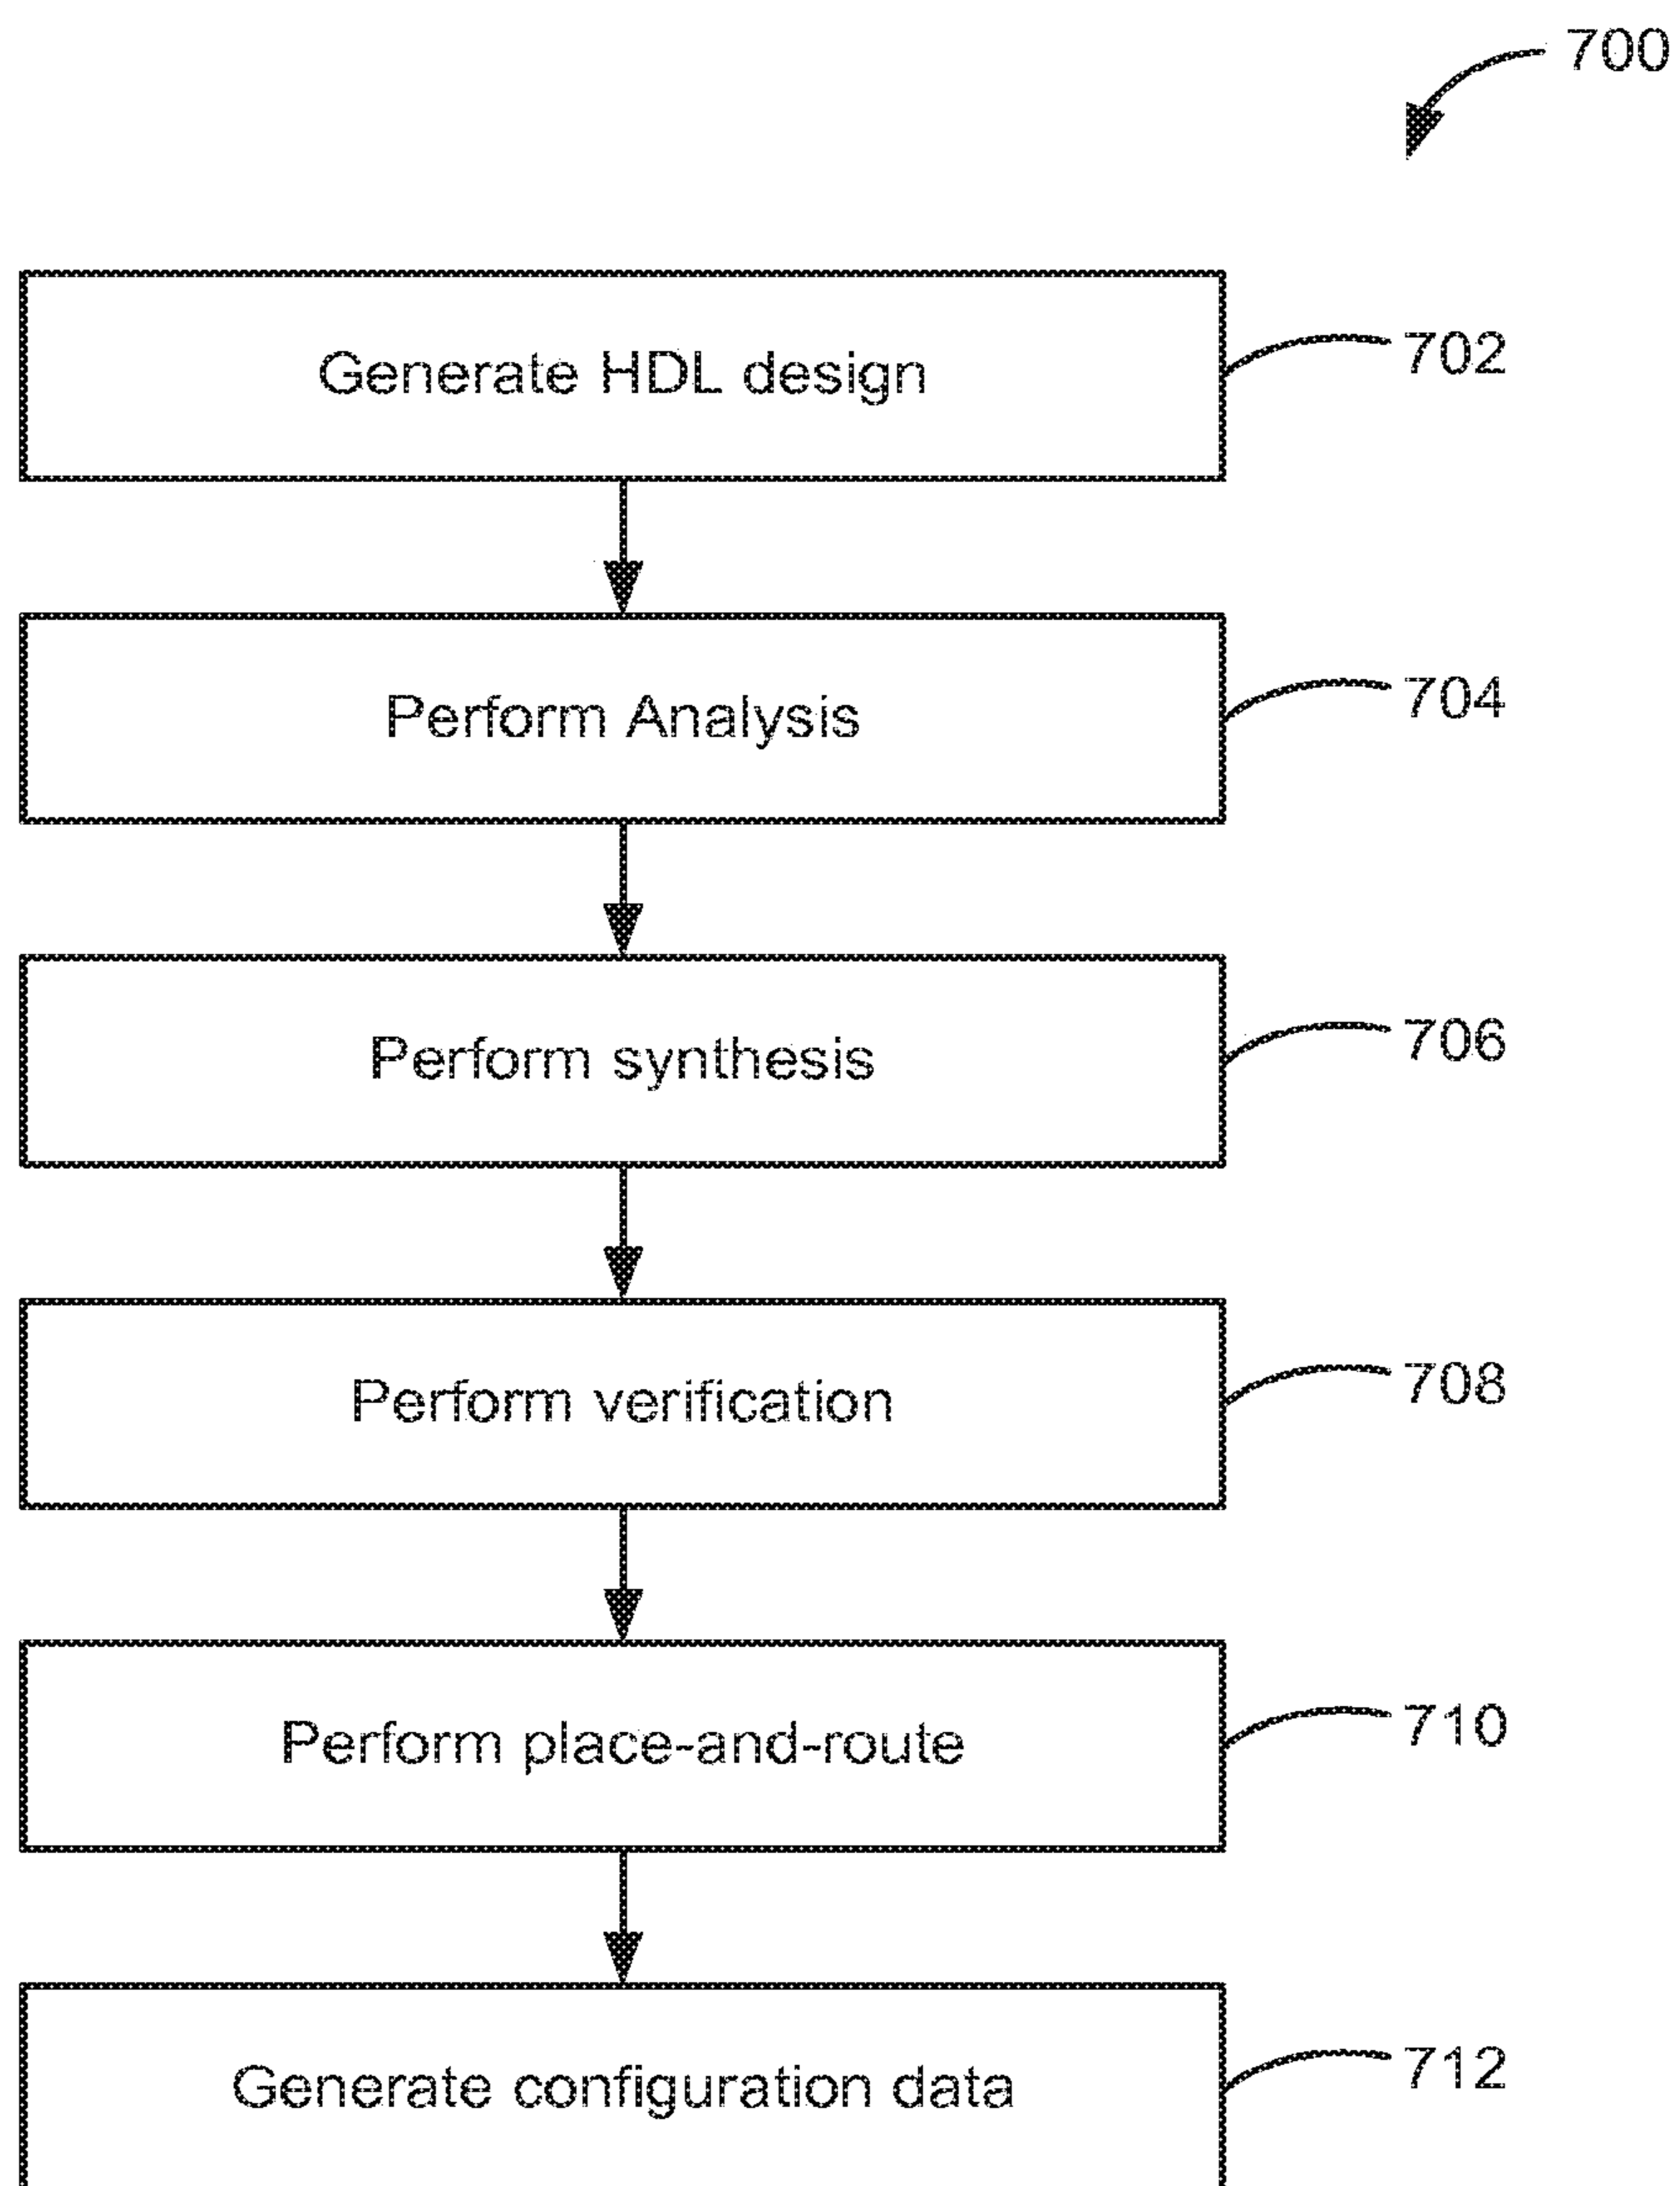 700
Generate HDL design
702
Perform Analysis
704
Perform synthesis
706
Perform verification
708
Perform place-and-route
710
Generate configuration data
712